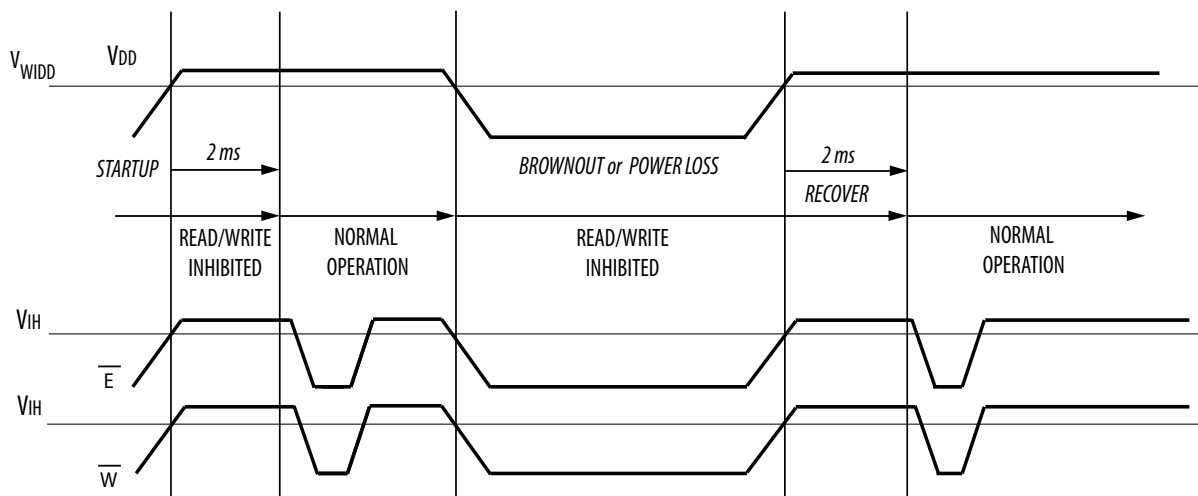 VWIDD
VDD
STARTUP
2 ms
BROWNOUT or POWER LOSS
2 ms
RECOVER
READ/WRITE
INHIBITED
NORMAL
OPERATION
READ/WRITE
INHIBITED
NORMAL
OPERATION
VIH
E
VIH
W